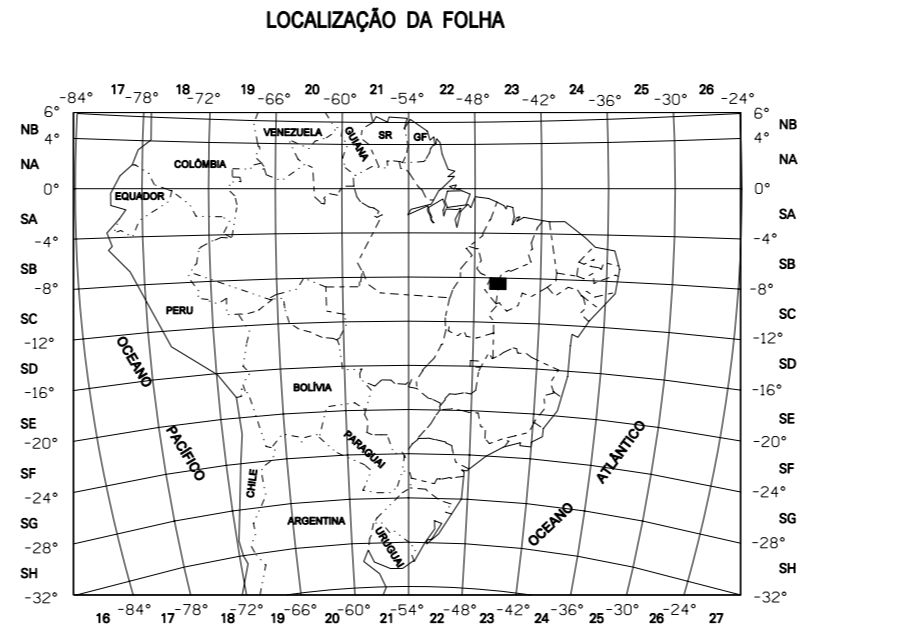 LOCALIZAÇÃO DA FOLHA
17 18 19 20 21 22 23 24 25 26
-84° -78° -72° -66° -60° -54° -48° -42° -36° -30° -24°
6° 6°
NB VENEZUELA GUIANA SR GF NB
4° 4°
NA COLÔMBIA NA
0° 0°
EQUADOR
SA SA
-4° -4°
SB SB
-8° -8°
PERU
SC SC
-12° -12°
OCEANO
SD SD
-16° BOLÍVIA -16°
SE SE
-20° PACÍFICO PARAGUAI ATLÂNTICO -20°
SF SF
-24° CHILE -24°
SG ARGENTINA OCEANO SG
-28° URUGUAI -28°
SH SH
-32° -32°
-84° -78° -72° -66° -60° -54° -48° -42° -36° -30° -24°
16 17 18 19 20 21 22 23 24 25 26 27